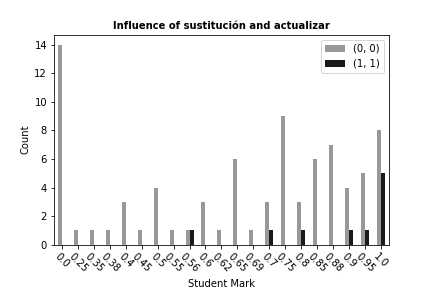 Influence of sustitución and actualizar
(0, 0)
(1, 1)
Count
14
12
10
8
6
4
2
0
0.0 0.25 0.35 0.38 0.4 0.45 0.5 0.55 0.56 0.6 0.62 0.65 0.69 0.7 0.75 0.8 0.85 0.88 0.9 0.95 1.0
Student Mark